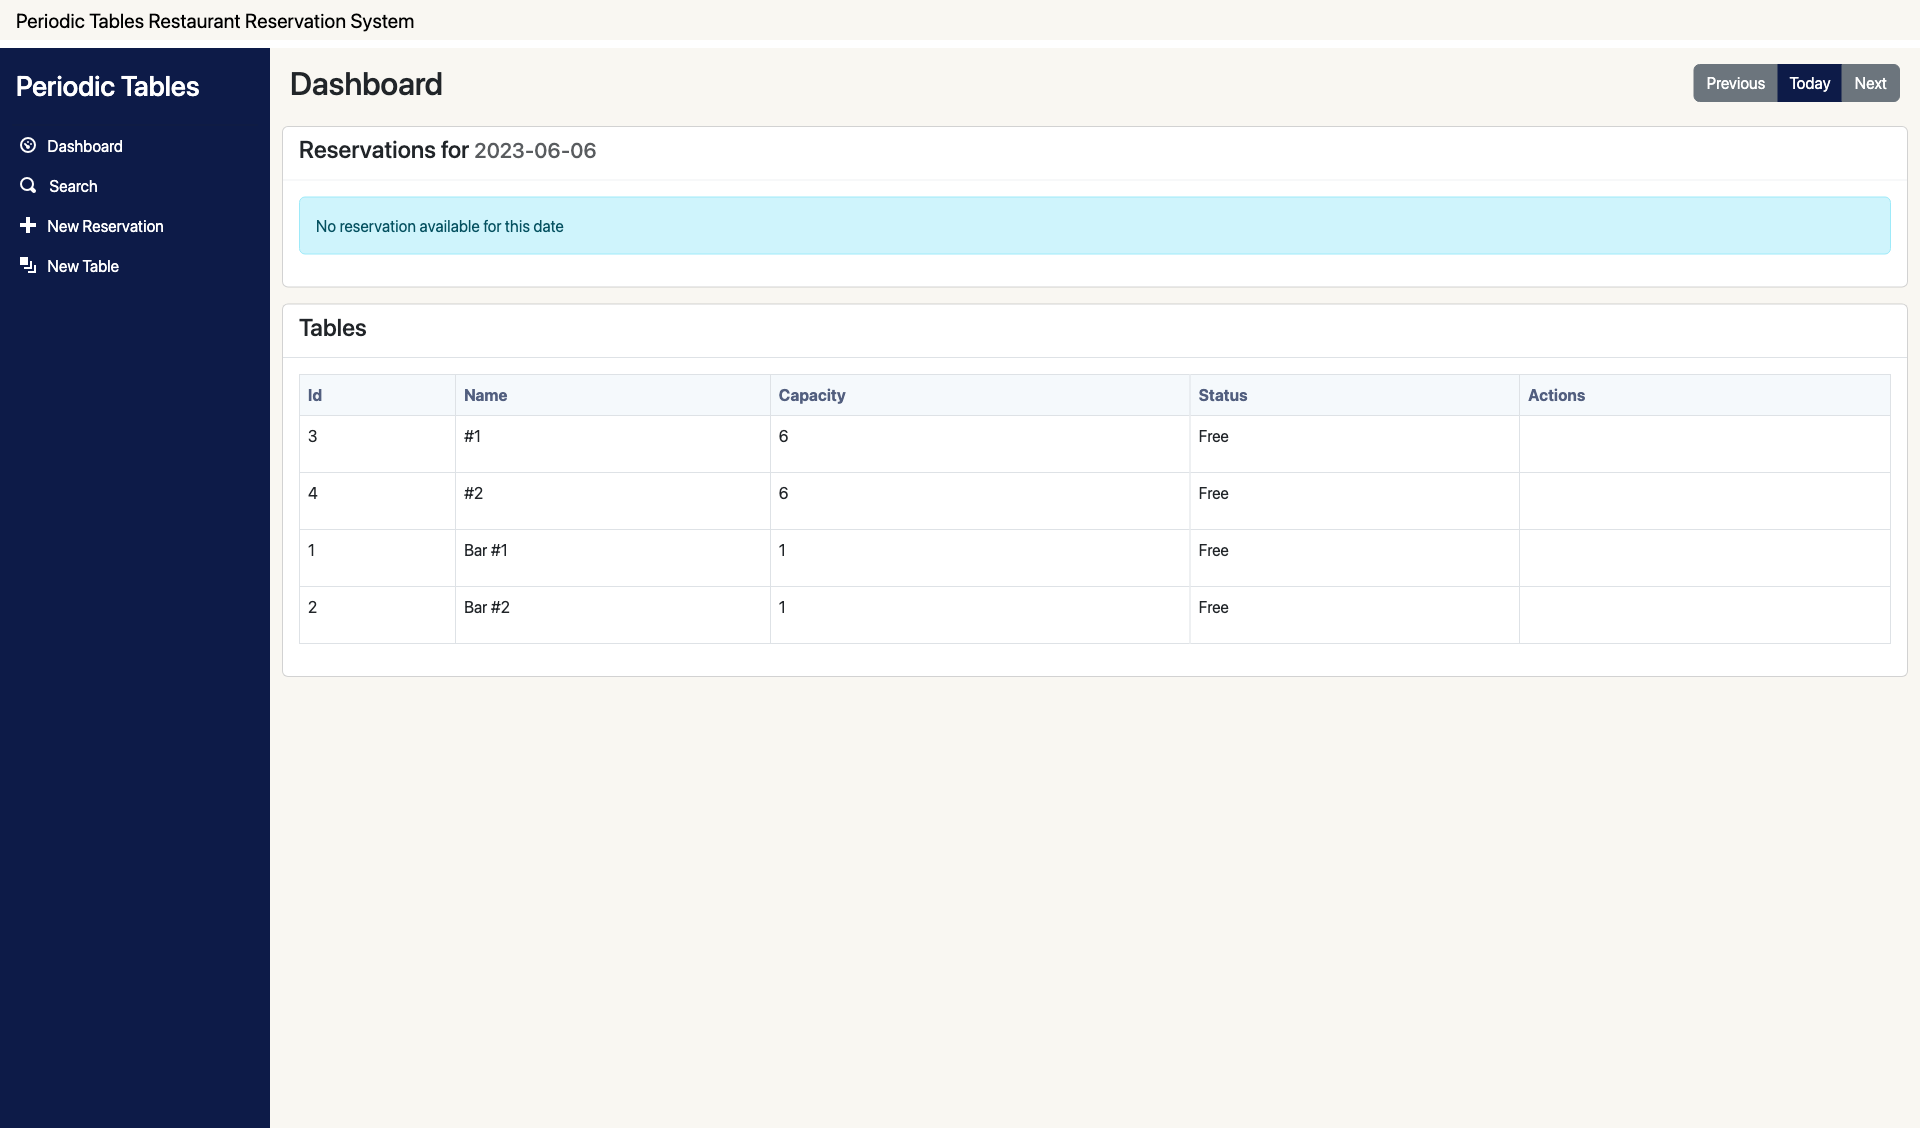 Periodic Tables Restaurant Reservation System
Periodic Tables
Dashboard
Search
New Reservation
New Table
Dashboard
Previous Today Next
Reservations for 2023-06-06
No reservation available for this date
Tables
Id Name Capacity Status Actions
3 #1 6 Free
4 #2 6 Free
1 Bar #1 1 Free
2 Bar #2 1 Free